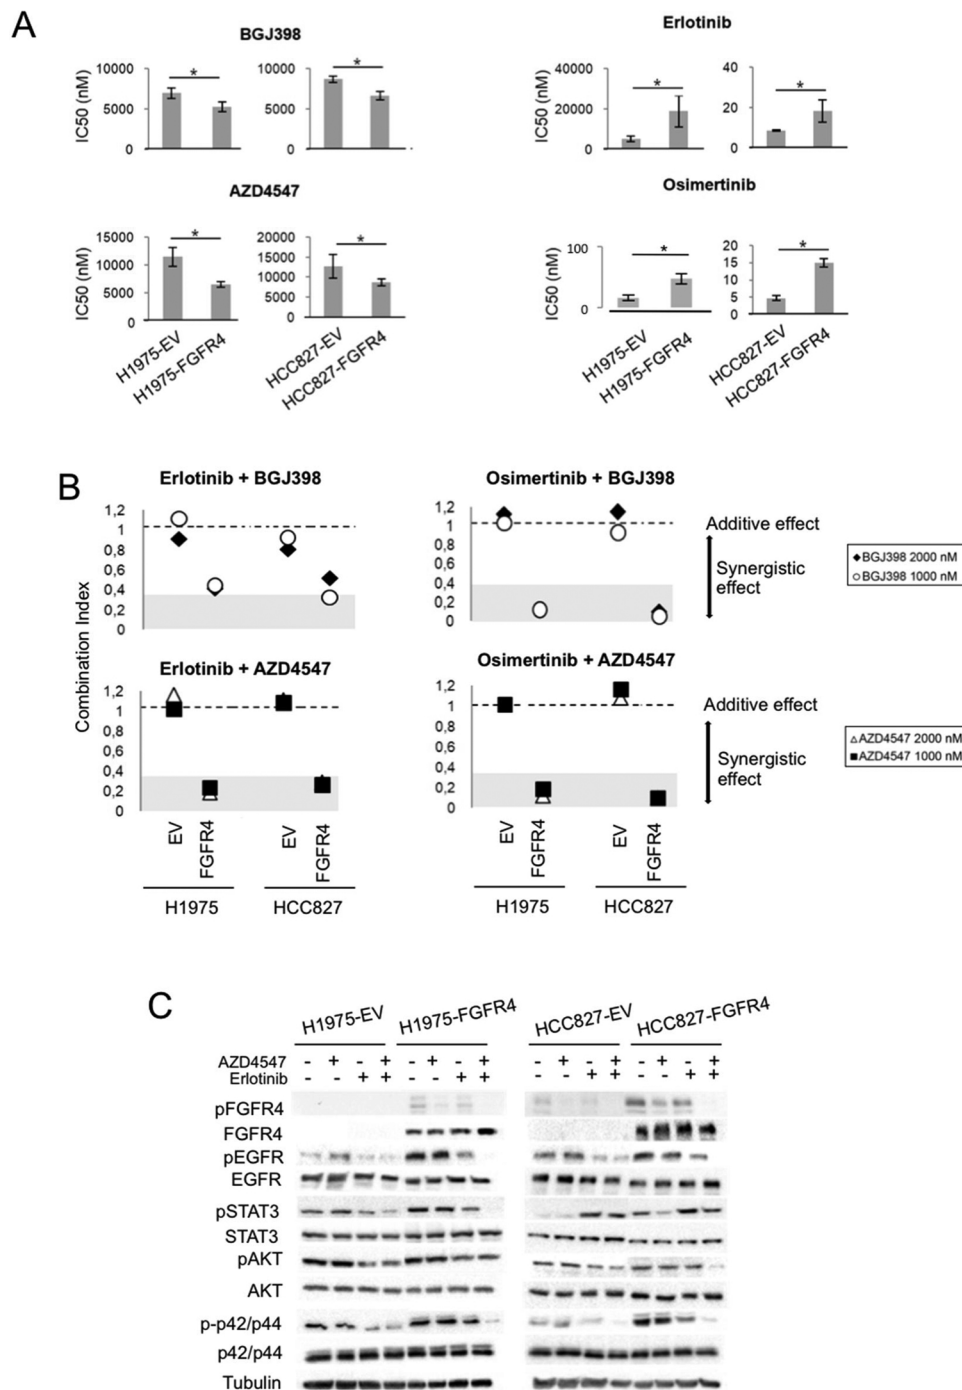 A
BGJ398
Erlotinib
IC50 (nM)
10000
5000
0
10000
5000
0
*
*
IC50 (nM)
40000
20000
0
40
20
0
*
*
AZD4547
Osimertinib
IC50 (nM)
15000
10000
5000
0
20000
15000
10000
5000
0
*
*
IC50 (nM)
100
0
20
15
10
5
0
*
*
H1975-EV
H1975-FGFR4
HCC827-EV
HCC827-FGFR4
H1975-EV
H1975-FGFR4
HCC827-EV
HCC827-FGFR4
B
Erlotinib + BGJ398
Osimertinib + BGJ398
Combination Index
1,2
1
0,8
0,6
0,4
0,2
0
1,2
1
0,8
0,6
0,4
0,2
0
Additive effect
Synergistic
effect
BGJ398 2000 nM
BGJ398 1000 nM
Erlotinib + AZD4547
Osimertinib + AZD4547
1,2
1
0,8
0,6
0,4
0,2
0
1,2
1
0,8
0,6
0,4
0,2
0
Additive effect
Synergistic
effect
AZD4547 2000 nM
AZD4547 1000 nM
EV
FGFR4
EV
FGFR4
EV
FGFR4
EV
FGFR4
H1975
HCC827
H1975
HCC827
C
H1975-EV
H1975-FGFR4
HCC827-EV
HCC827-FGFR4
AZD4547 - + - + - + - + - + - + - + - +
Erlotinib - - + + - - + + - - + + - - + +
pFGFR4
FGFR4
pEGFR
EGFR
pSTAT3
STAT3
pAKT
AKT
p-p42/p44
p42/p44
Tubulin